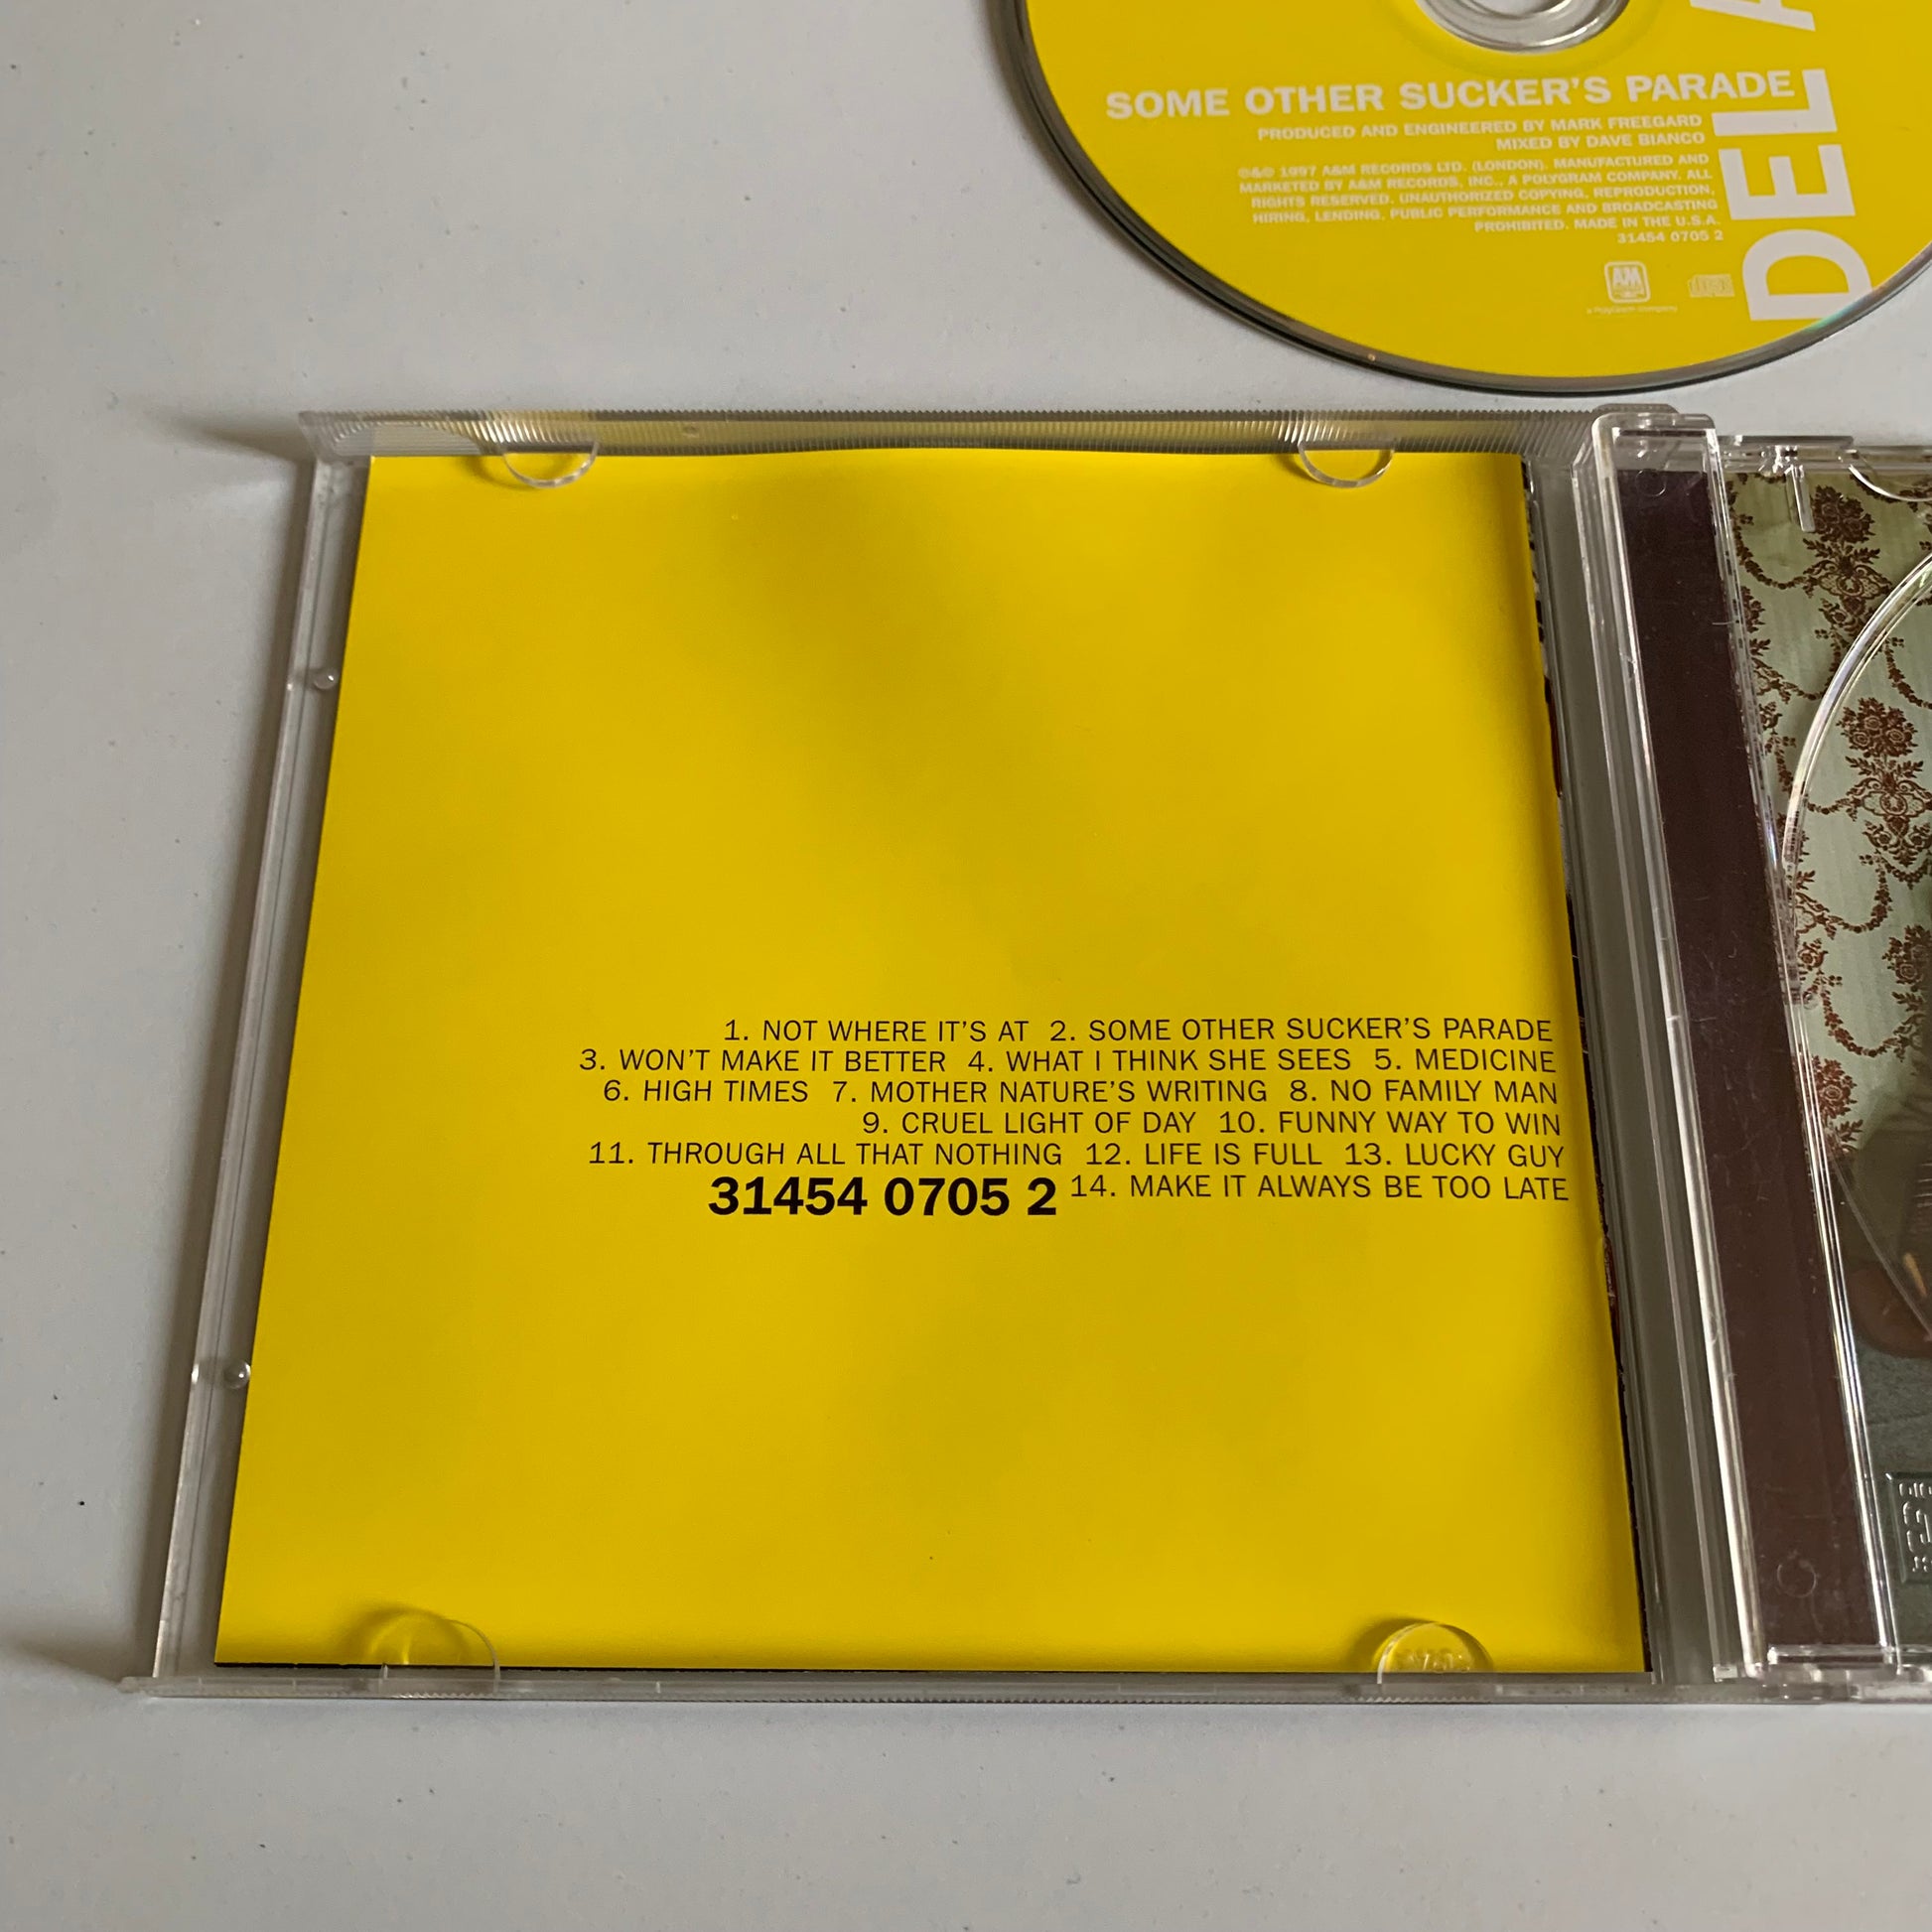 SOME OTHER SUCKER'S PARADE
PRODUCED AND ENGINEERED BY MARK FREEGARD
MIXED BY DAVE BIANCO
℗&© 1997 A&M RECORDS LTD. (LONDON). MANUFACTURED AND
MARKETED BY A&M RECORDS, INC., A POLYGRAM COMPANY. ALL
RIGHTS RESERVED. UNAUTHORIZED COPYING, REPRODUCTION,
HIRING, LENDING, PUBLIC PERFORMANCE AND BROADCASTING
PROHIBITED. MADE IN THE U.S.A.
31454 0705 2
A&M
a PolyGram company
DEL A
1. NOT WHERE IT'S AT 2. SOME OTHER SUCKER'S PARADE
3. WON'T MAKE IT BETTER 4. WHAT I THINK SHE SEES 5. MEDICINE
6. HIGH TIMES 7. MOTHER NATURE'S WRITING 8. NO FAMILY MAN
9. CRUEL LIGHT OF DAY 10. FUNNY WAY TO WIN
11. THROUGH ALL THAT NOTHING 12. LIFE IS FULL 13. LUCKY GUY
31454 0705 2 14. MAKE IT ALWAYS BE TOO LATE